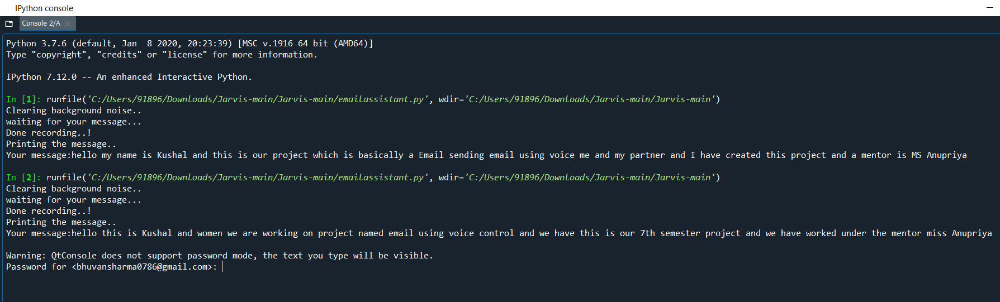 IPython console
Console 2/A
Python 3.7.6 (default, Jan  8 2020, 20:23:39) [MSC v.1916 64 bit (AMD64)]
Type "copyright", "credits" or "license" for more information.
IPython 7.12.0 -- An enhanced Interactive Python.
In [1]: runfile('C:/Users/91896/Downloads/Jarvis-main/Jarvis-main/emailassistant.py', wdir='C:/Users/91896/Downloads/Jarvis-main/Jarvis-main')
Clearing background noise..
waiting for your message...
Done recording..!
Printing the message..
Your message:hello my name is Kushal and this is our project which is basically a Email sending email using voice me and my partner and I have created this project and a mentor is MS Anupriya
In [2]: runfile('C:/Users/91896/Downloads/Jarvis-main/Jarvis-main/emailassistant.py', wdir='C:/Users/91896/Downloads/Jarvis-main/Jarvis-main')
Clearing background noise..
waiting for your message...
Done recording..!
Printing the message..
Your message:hello this is Kushal and women we are working on project named email using voice control and we have this is our 7th semester project and we have worked under the mentor miss Anupriya
Warning: QtConsole does not support password mode, the text you type will be visible.
Password for <bhuvansharma0786@gmail.com>: